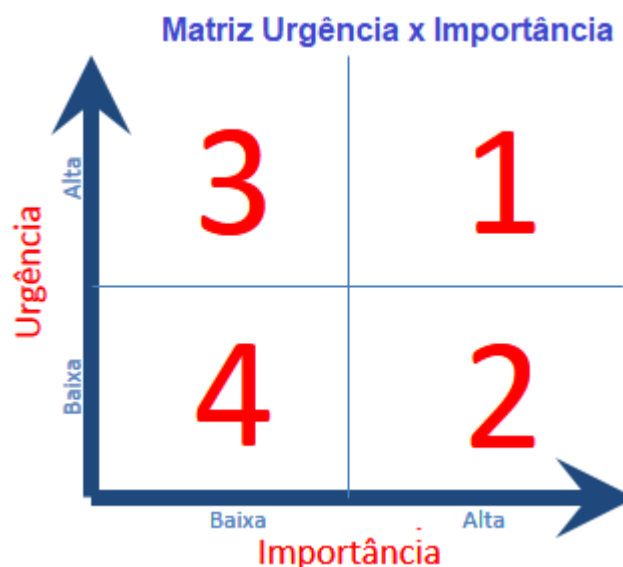 Matriz Urgência x Importância
3 1
Alta
Urgência
4 2
Baixa
Baixa Alta
Importância